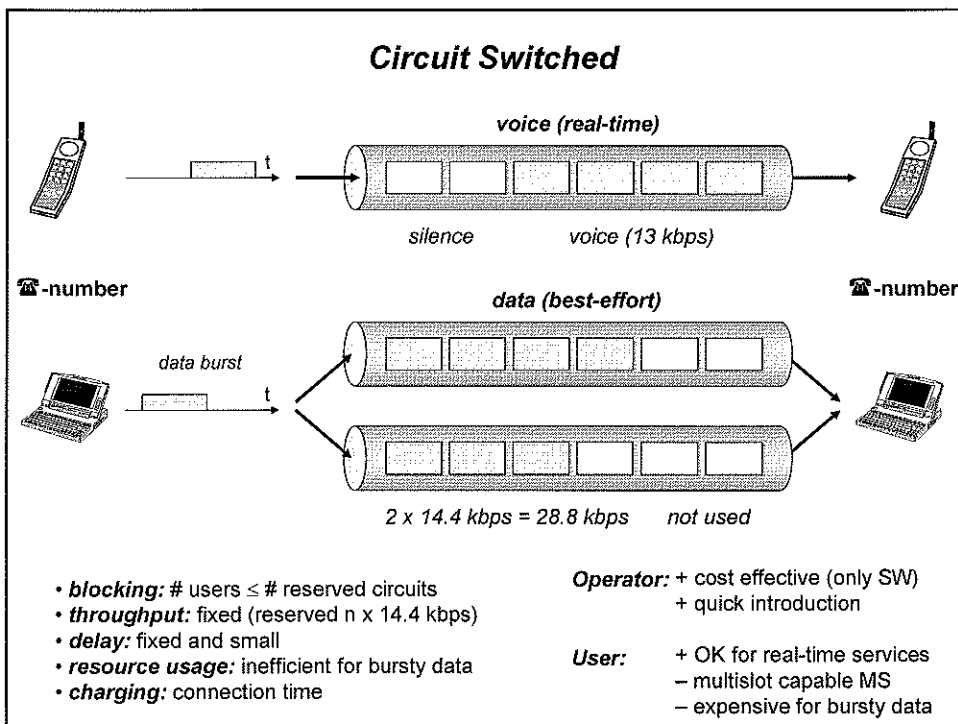 Circuit Switched
voice (real-time)
t
silence
voice (13 kbps)
☎-number
☎-number
data (best-effort)
data burst
t
2 x 14.4 kbps = 28.8 kbps
not used
• blocking: # users ≤ # reserved circuits
• throughput: fixed (reserved n x 14.4 kbps)
• delay: fixed and small
• resource usage: inefficient for bursty data
• charging: connection time
Operator: + cost effective (only SW)
+ quick introduction
User: + OK for real-time services
– multislot capable MS
– expensive for bursty data